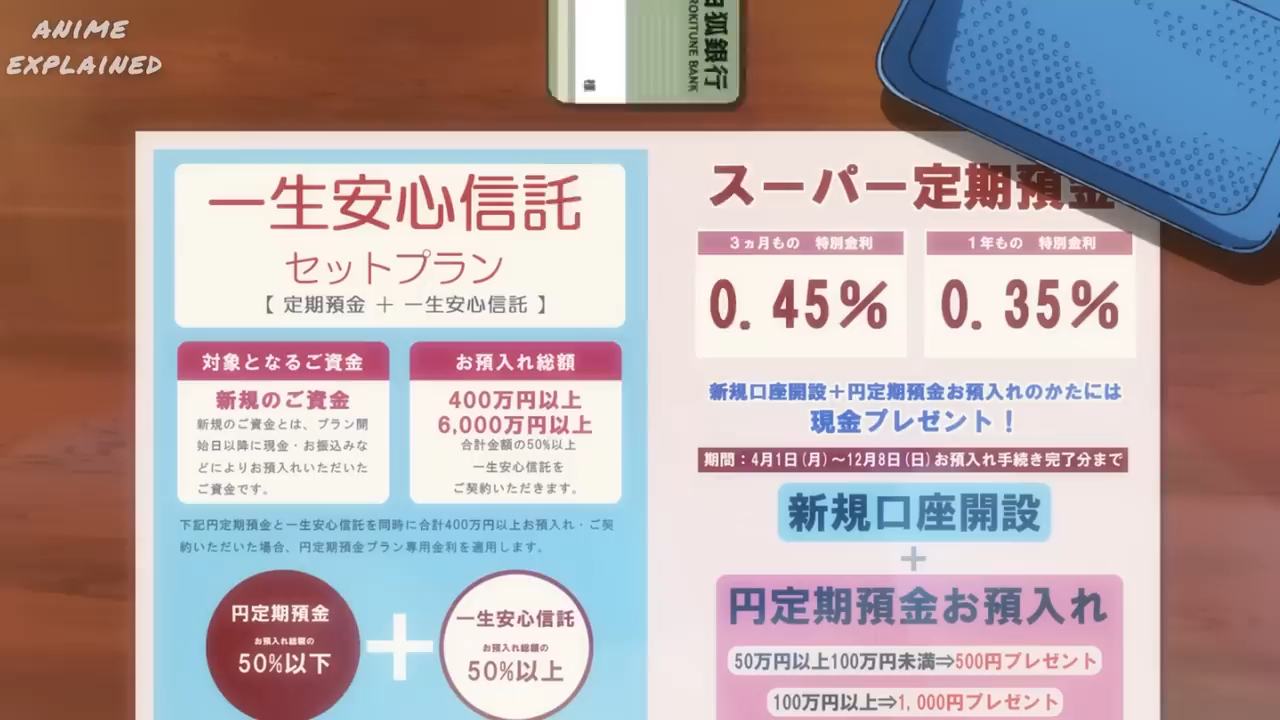 ANIME
EXPLAINED
狐銀行
ROKITUNE BANK
様
一生安心信託
セットプラン
【 定期預金 ＋ 一生安心信託 】
対象となるご資金
新規のご資金
新規のご資金とは、プラン開
始日以降に現金・お振込みな
どによりお預入れいただいた
ご資金です。
お預入れ総額
400万円以上
6,000万円以上
合計金額の50%以上
一生安心信託を
ご契約いただきます。
下記円定期預金と一生安心信託を同時に合計400万円以上お預入れ・ご契
約いただいた場合、円定期預金プラン専用金利を適用します。
円定期預金
お預入れ総額の
50%以下
＋
一生安心信託
お預入れ総額の
50%以上
スーパー定期預金
3ヵ月もの 特別金利
0.45%
1年もの 特別金利
0.35%
新規口座開設＋円定期預金お預入れのかたには
現金プレゼント！
期間：4月1日(月)～12月8日(日)お預入れ手続き完了分まで
新規口座開設
＋
円定期預金お預入れ
50万円以上100万円未満⇒500円プレゼント
100万円以上⇒1,000円プレゼント